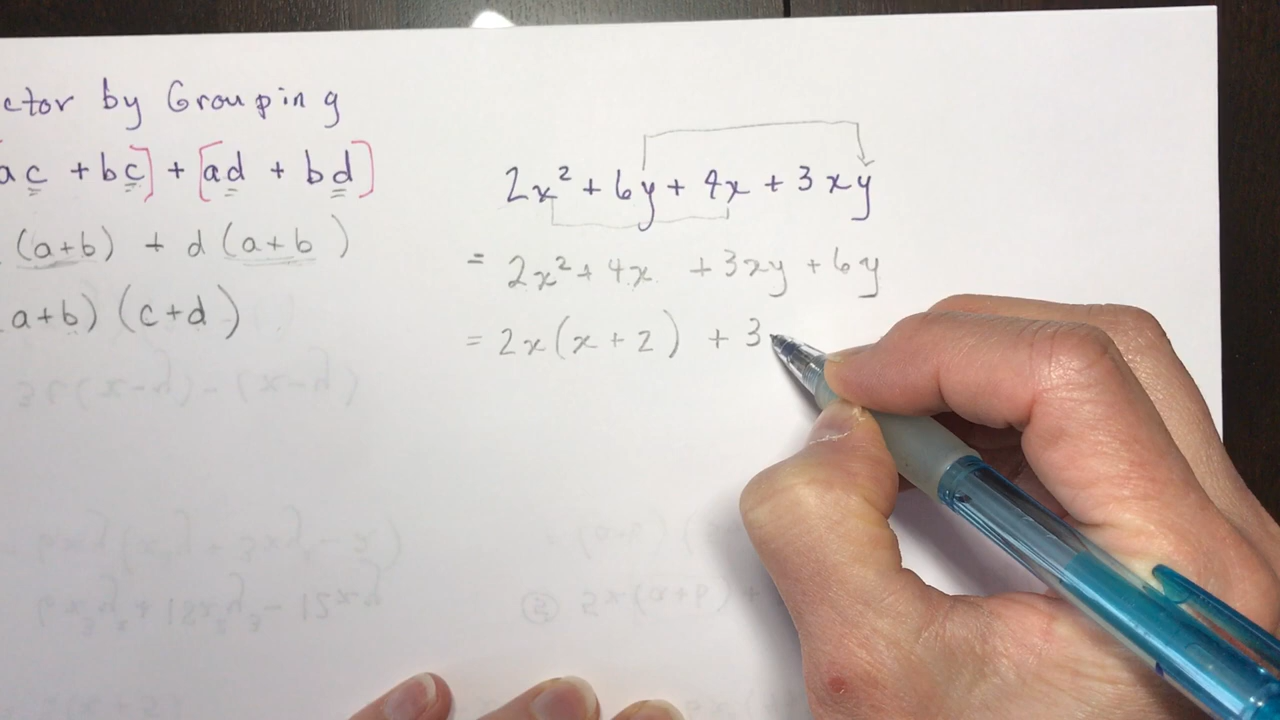 ctor by Grouping
ac + bc] + [ad + bd]
(a+b) + d(a+b)
a+b) (c+d)
2x² + 6y + 4x + 3xy
= 2x² + 4x + 3xy + 6y
= 2x(x + 2) + 3